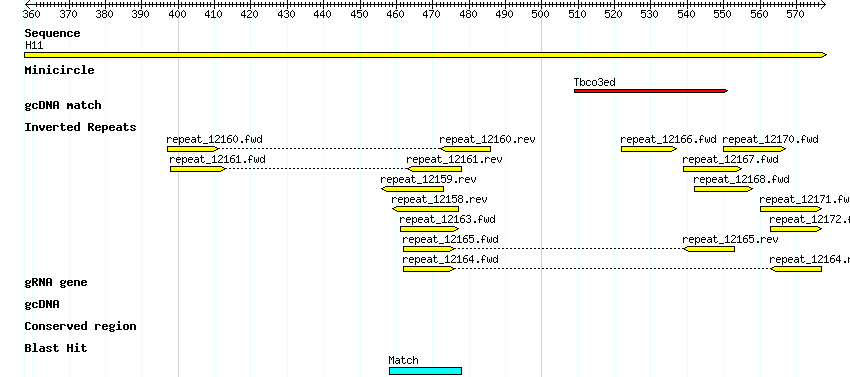 360 370 380 390 400 410 420 430 440 450 460 470 480 490 500 510 520 530 540 550 560 570
Sequence
H11
Minicircle
Tbco3ed
gcDNA match
Inverted Repeats
repeat_12160.fwd repeat_12160.rev repeat_12166.fwd repeat_12170.fwd
repeat_12161.fwd repeat_12161.rev repeat_12167.fwd
repeat_12159.rev repeat_12168.fwd
repeat_12158.rev repeat_12171.fw
repeat_12163.fwd repeat_12172.f
repeat_12165.fwd repeat_12165.rev
repeat_12164.fwd repeat_12164.r
gRNA gene
gcDNA
Conserved region
Blast Hit
Match